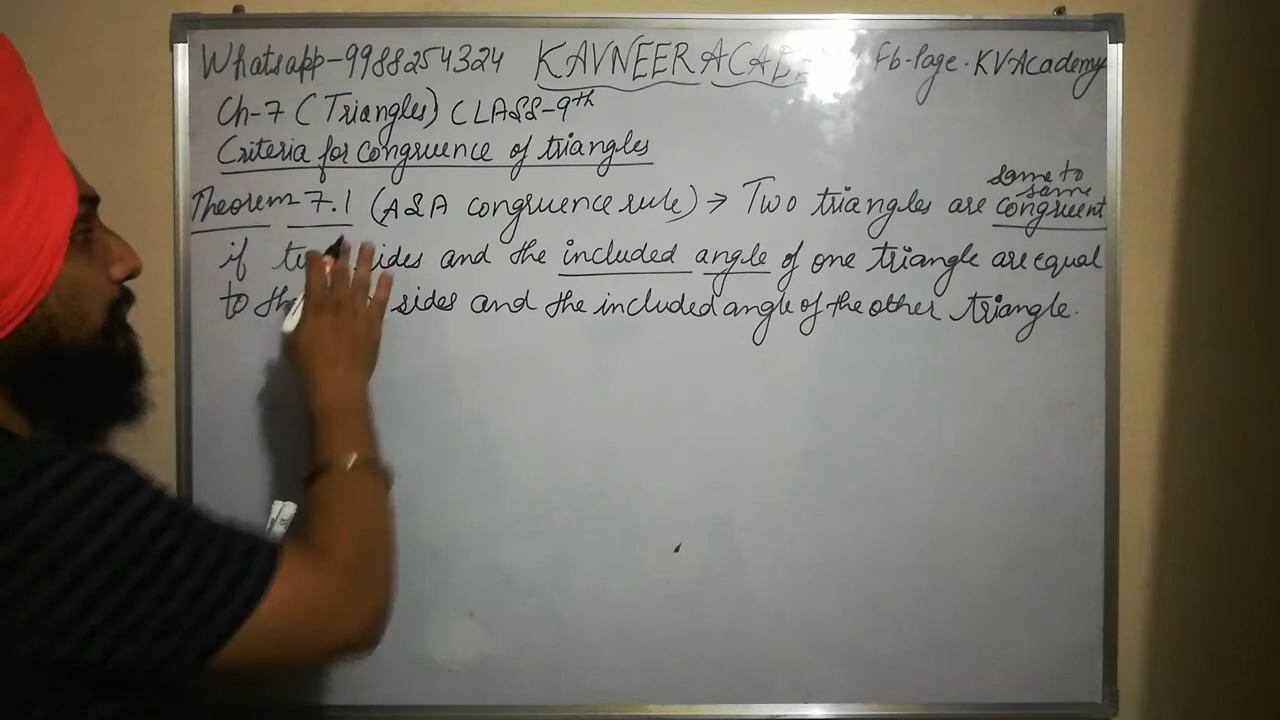 Whatsapp-9988254324 KAVNEER ACADE Fb-Page-KVAcademy
Ch-7 (Triangles) CLASS-9th
Criteria for congruence of triangles
same to
same
Theorem 7.1 (ASA congruence rule) → Two triangles are congruent
if sides and the included angle of one triangle are equal
to sides and the included angle of the other triangle.